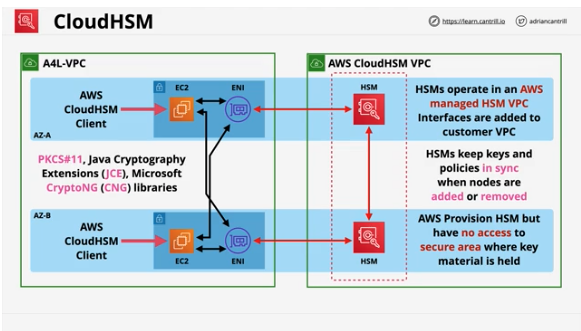 CloudHSM
https://learn.cantrill.io
adriancantrill
A4L-VPC
AWS
CloudHSM
Client
EC2
ENI
AZ-A
PKCS#11, Java Cryptography
Extensions (JCE), Microsoft
CryptoNG (CNG) libraries
AZ-B
AWS
CloudHSM
Client
EC2
ENI
AWS CloudHSM VPC
HSM
HSMs operate in an AWS
managed HSM VPC
Interfaces are added to
customer VPC
HSMs keep keys and
policies in sync
when nodes are
added or removed
HSM
AWS Provision HSM but
have no access to
secure area where key
material is held